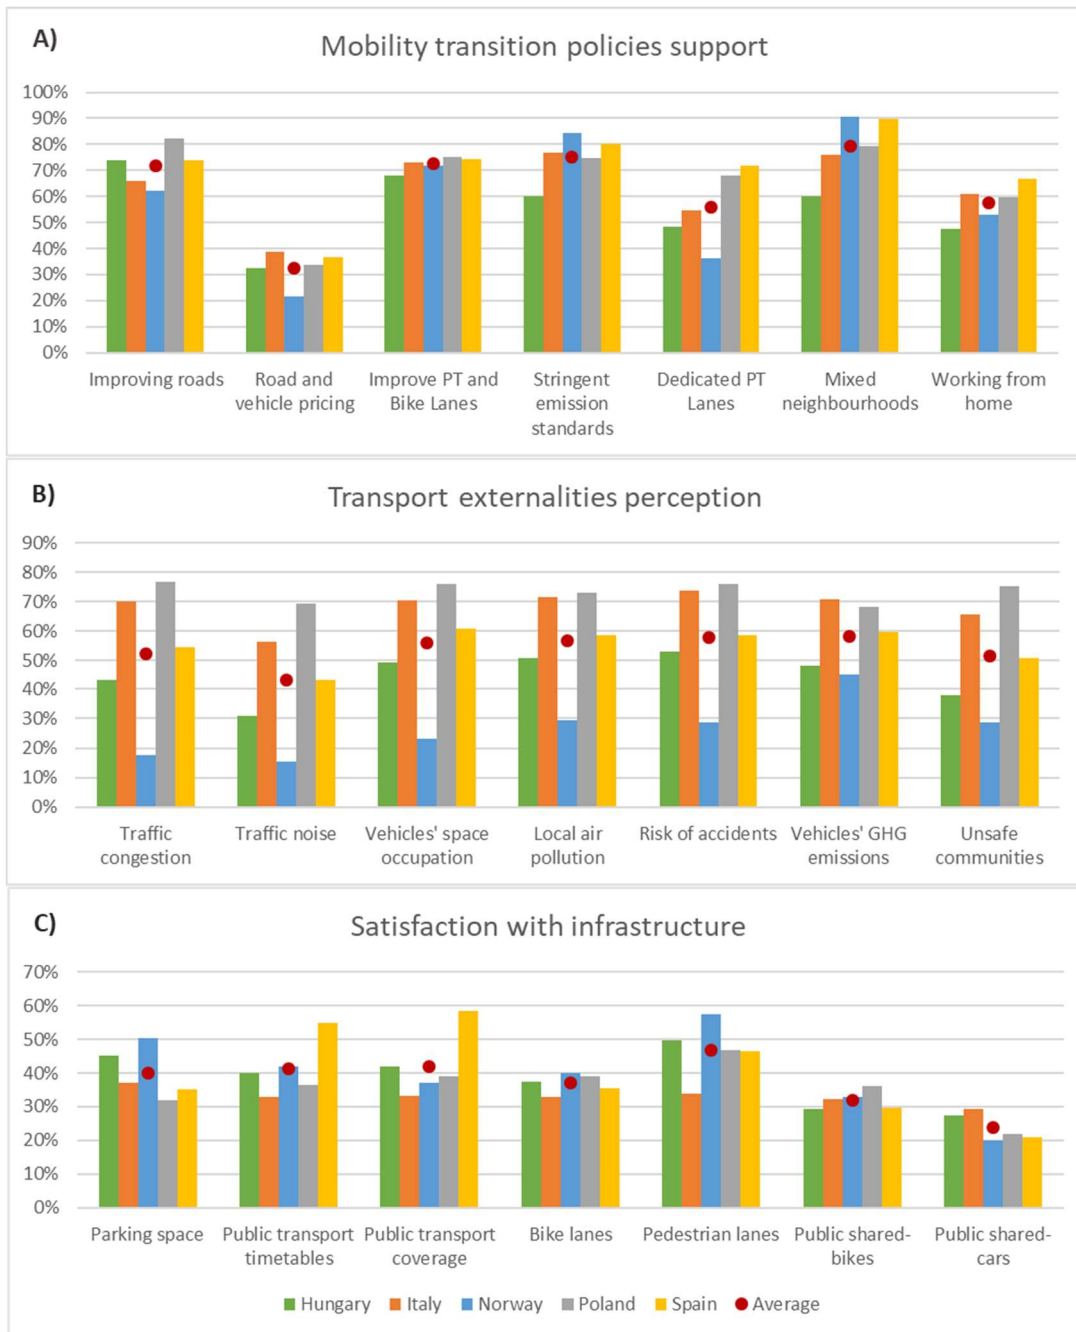 A)
Mobility transition policies support
100%
90%
80%
70%
60%
50%
40%
30%
20%
10%
0%
Improving roads
Road and
vehicle pricing
Improve PT and
Bike Lanes
Stringent
emission
standards
Dedicated PT
Lanes
Mixed
neighbourhoods
Working from
home
B)
Transport externalities perception
90%
80%
70%
60%
50%
40%
30%
20%
10%
0%
Traffic
congestion
Traffic noise
Vehicles' space
occupation
Local air
pollution
Risk of accidents
Vehicles' GHG
emissions
Unsafe
communities
C)
Satisfaction with infrastructure
70%
60%
50%
40%
30%
20%
10%
0%
Parking space
Public transport
timetables
Public transport
coverage
Bike lanes
Pedestrian lanes
Public shared-
bikes
Public shared-
cars
Hungary Italy Norway Poland Spain Average